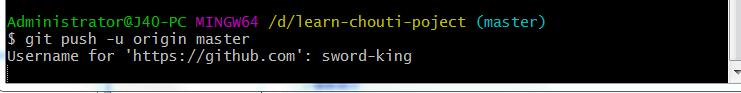 Administrator@J40-PC MINGW64 /d/learn-chouti-poject (master)
$ git push -u origin master
Username for 'https://github.com': sword-king